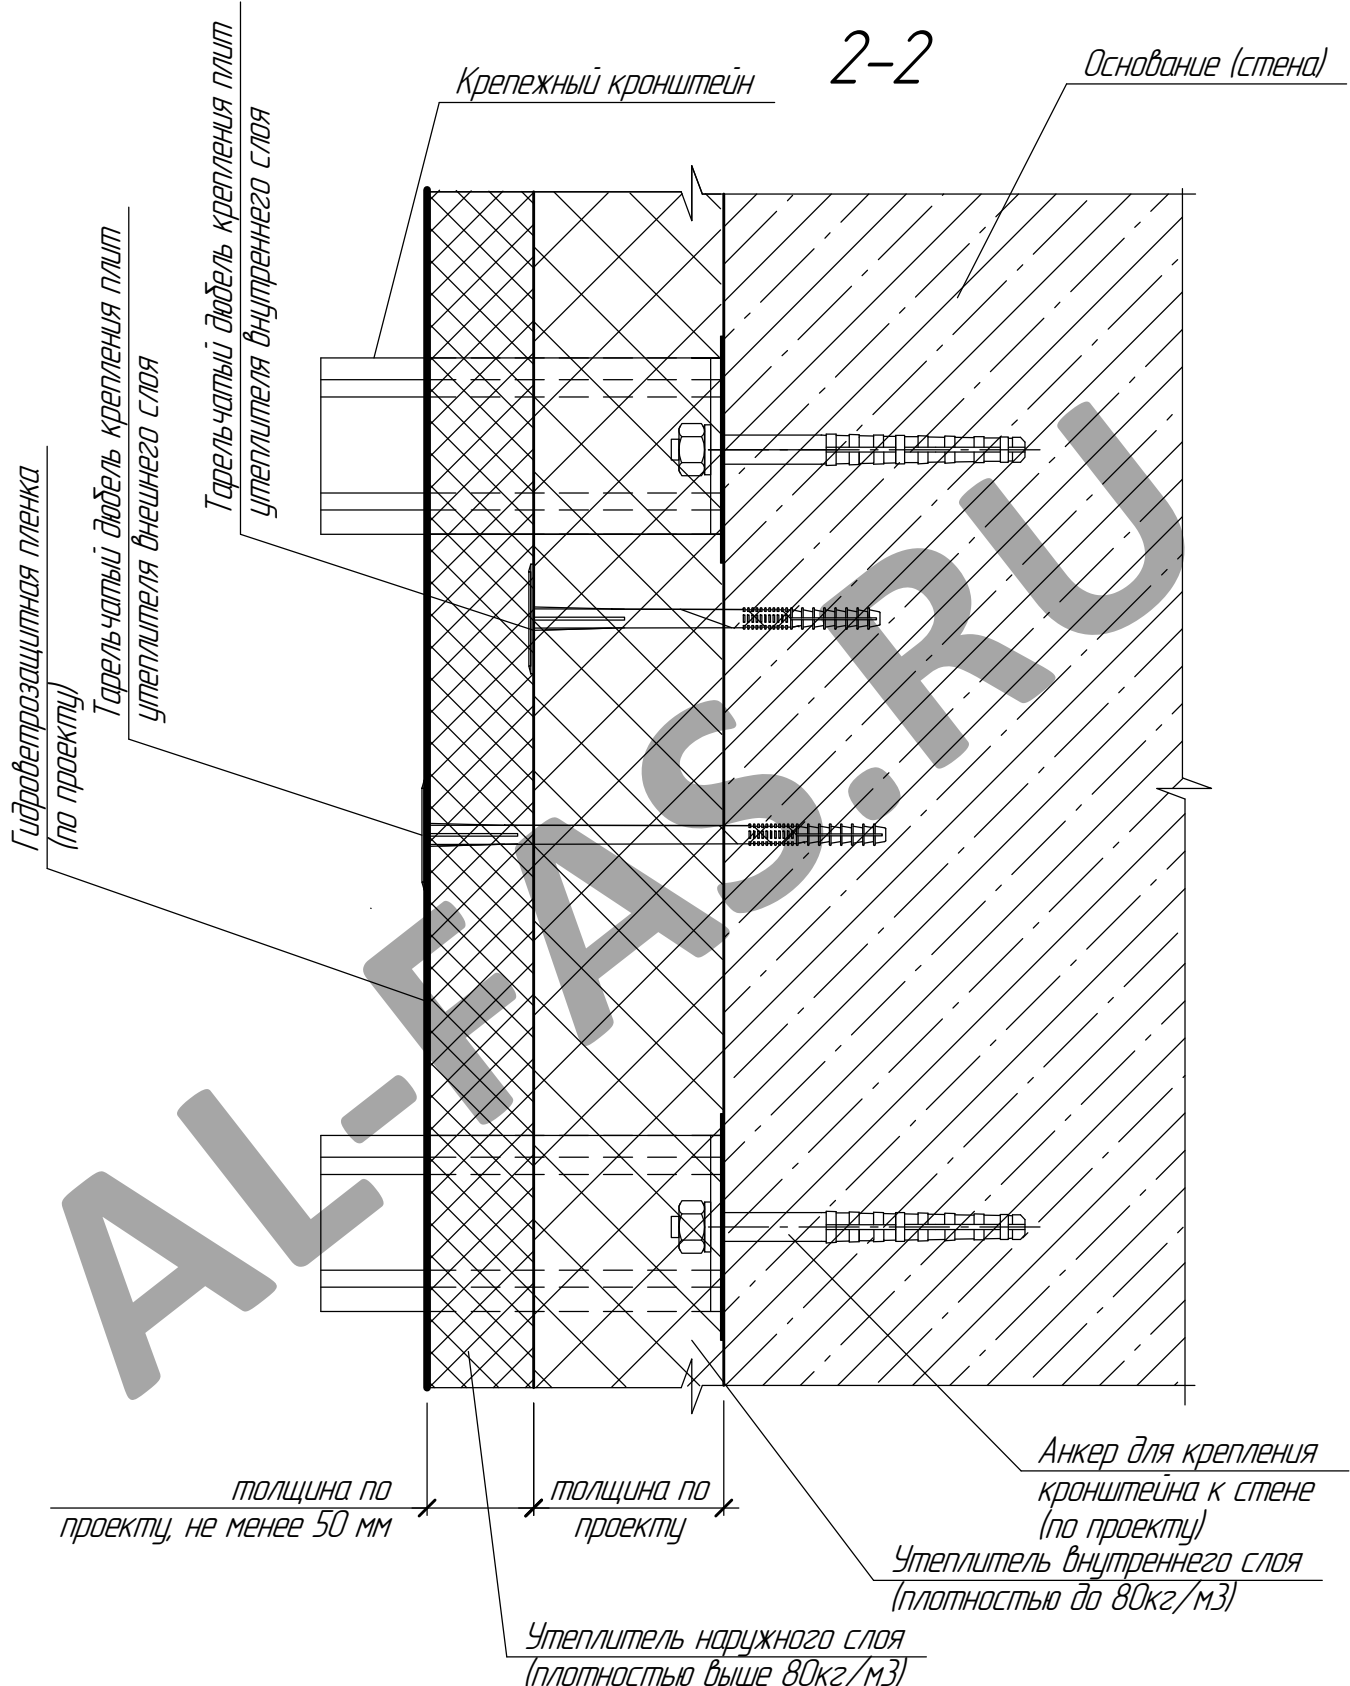 2-2
Крепежный кронштейн
Основание (стена)
Тарельчатый дюбель крепления плит
утеплителя внутреннего слоя
Тарельчатый дюбель крепления плит
утеплителя внешнего слоя
Гидроветрозащитная пленка
(по проекту)
AL-FAS.RU
толщина по
проекту, не менее 50 мм
толщина по
проекту
Анкер для крепления
кронштейна к стене
(по проекту)
Утеплитель внутреннего слоя
(плотностью до 80кг/м3)
Утеплитель наружного слоя
(плотностью выше 80кг/м3)